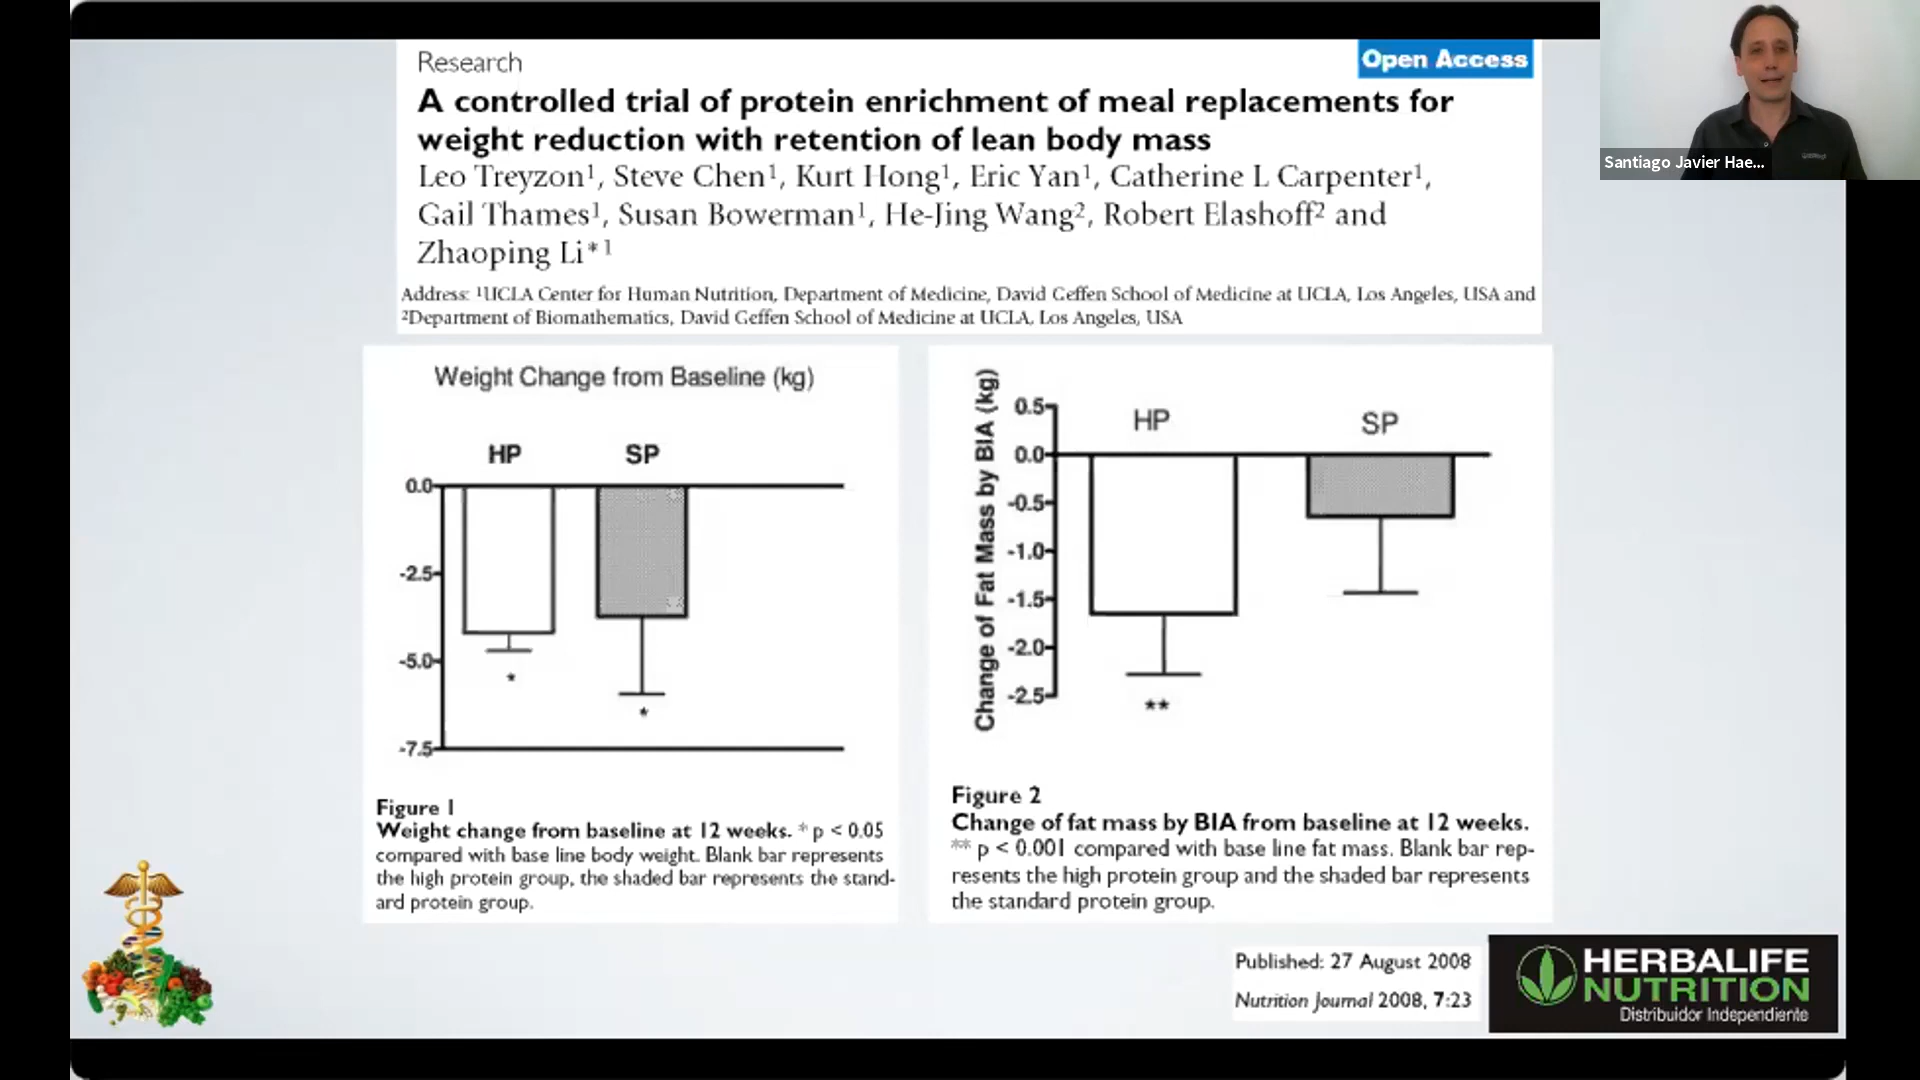 Research
Open Access
A controlled trial of protein enrichment of meal replacements for
weight reduction with retention of lean body mass
Leo Treyzon¹, Steve Chen¹, Kurt Hong¹, Eric Yan¹, Catherine L Carpenter¹,
Gail Thames¹, Susan Bowerman¹, He-Jing Wang², Robert Elashoff² and
Zhaoping Li*¹
Address: ¹UCLA Center for Human Nutrition, Department of Medicine, David Geffen School of Medicine at UCLA, Los Angeles, USA and
²Department of Biomathematics, David Geffen School of Medicine at UCLA, Los Angeles, USA
Santiago Javier Hae...
Weight Change from Baseline (kg)
HP
SP
0.0
-2.5
-5.0
-7.5
*
*
Figure 1
Weight change from baseline at 12 weeks. * p < 0.05
compared with base line body weight. Blank bar represents
the high protein group, the shaded bar represents the stand-
ard protein group.
Change of Fat Mass by BIA (kg)
HP
SP
0.5
0.0
-0.5
-1.0
-1.5
-2.0
-2.5
**
Figure 2
Change of fat mass by BIA from baseline at 12 weeks.
** p < 0.001 compared with base line fat mass. Blank bar rep-
resents the high protein group and the shaded bar represents
the standard protein group.
Published: 27 August 2008
Nutrition Journal 2008, 7:23
HERBALIFE
NUTRITION
Distribuidor Independiente